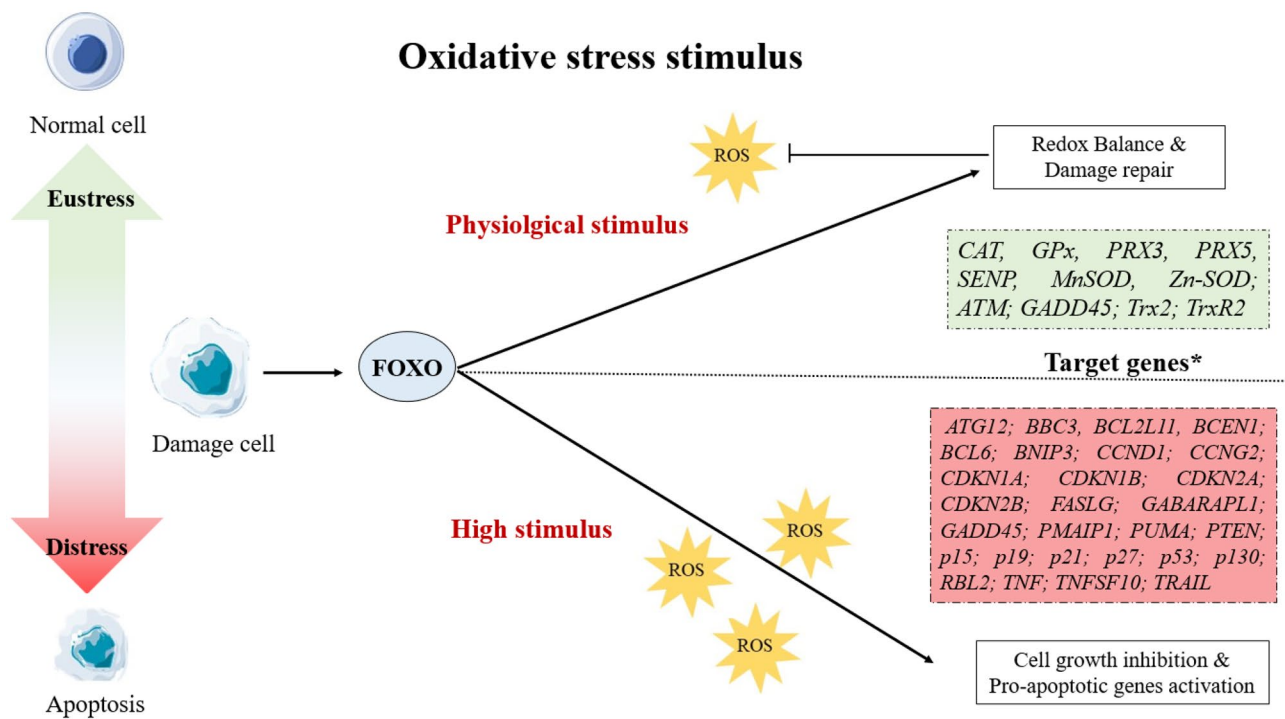 Oxidative stress stimulus
Normal cell
Eustress
Damage cell
Distress
Apoptosis
FOXO
Physiolgical stimulus
ROS
Redox Balance &
Damage repair
CAT, GPx, PRX3, PRX5,
SENP, MnSOD, Zn-SOD;
ATM; GADD45; Trx2; TrxR2
Target genes*
ATG12; BBC3, BCL2L11, BCEN1;
BCL6; BNIP3; CCND1; CCNG2;
CDKN1A; CDKN1B; CDKN2A;
CDKN2B; FASLG; GABARAPL1;
GADD45; PMAIP1; PUMA; PTEN;
p15; p19; p21; p27; p53; p130;
RBL2; TNF; TNFSF10; TRAIL
High stimulus
ROS
ROS
ROS
Cell growth inhibition &
Pro-apoptotic genes activation